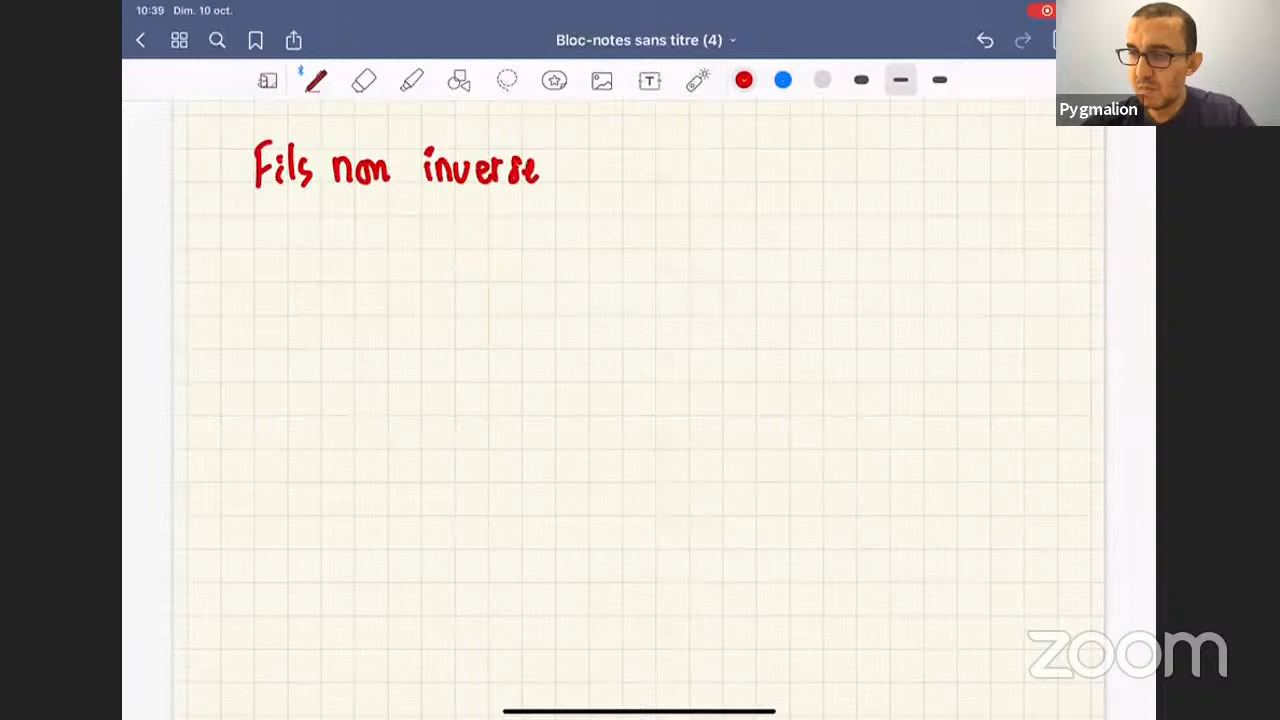 10:39 Dim. 10 oct.
Bloc-notes sans titre (4)
Pygmalion
Fils non inverse
zoom